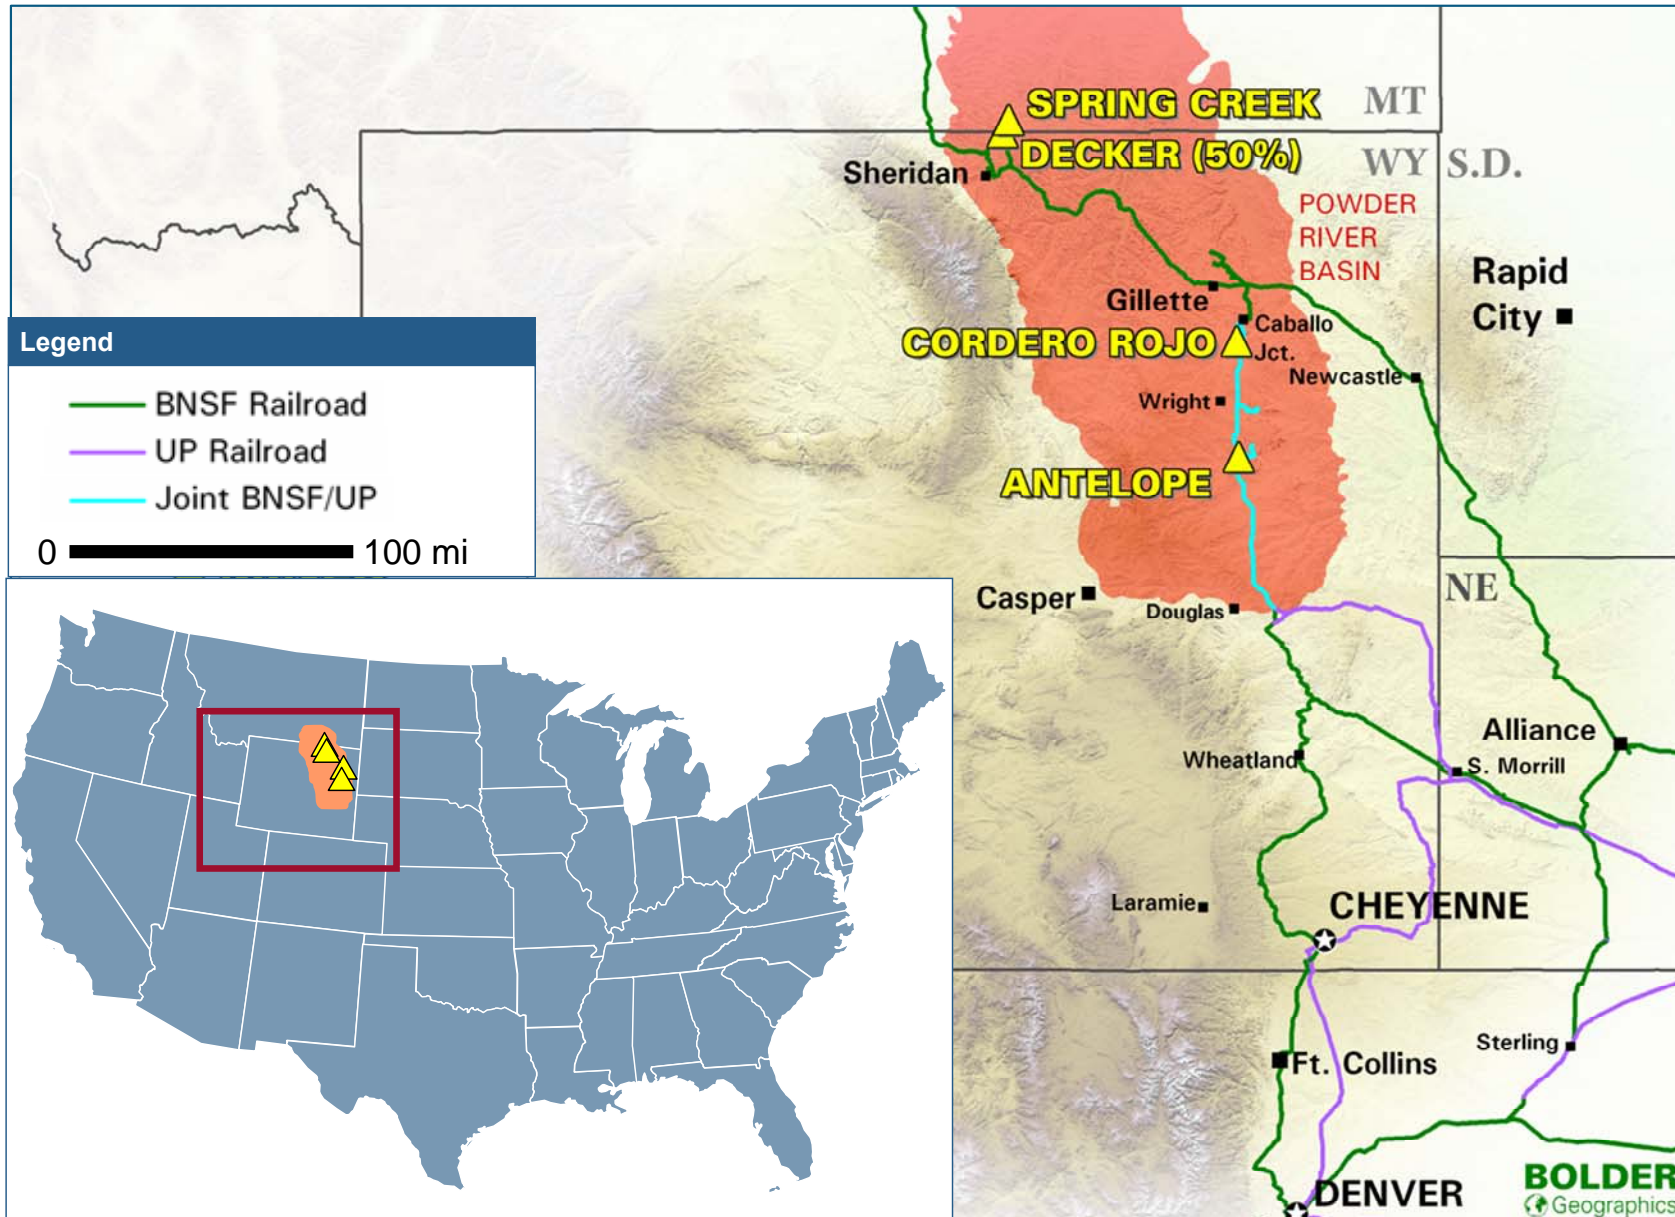 SPRING CREEK
MT
DECKER (50%)
WY
S.D.
Sheridan
POWDER
RIVER
BASIN
Rapid
City
Gillette
Caballo
Jct.
CORDERO ROJO
Newcastle
Wright
ANTELOPE
Legend
BNSF Railroad
UP Railroad
Joint BNSF/UP
0
100 mi
NE
Casper
Douglas
Alliance
Wheatland
S. Morrill
Laramie
CHEYENNE
Sterling
Ft. Collins
DENVER
BOLDER
Geographics